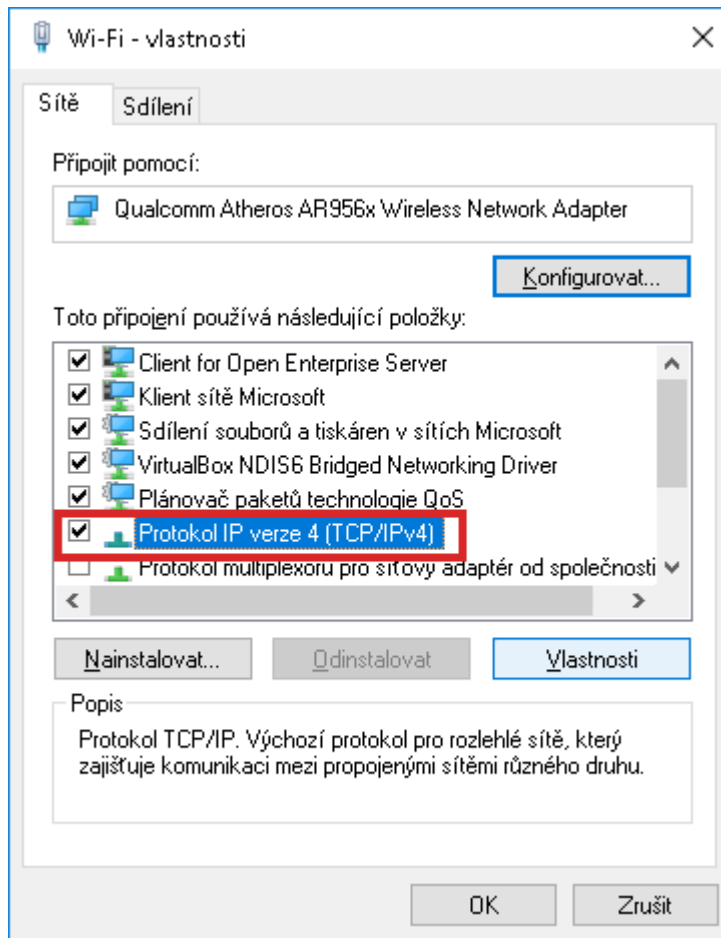 Wi-Fi - vlastnosti
Sítě
Sdílení
Připojit pomocí:
Qualcomm Atheros AR956x Wireless Network Adapter
Konfigurovat...
Toto připojení používá následující položky:
Client for Open Enterprise Server
Klient sítě Microsoft
Sdílení souborů a tiskáren v sítích Microsoft
VirtualBox NDIS6 Bridged Networking Driver
Plánovač paketů technologie QoS
Protokol IP verze 4 (TCP/IPv4)
Protokol multiplexoru pro síťový adaptér od společnosti
Nainstalovat...
Odinstalovat
Vlastnosti
Popis
Protokol TCP/IP. Výchozí protokol pro rozlehlé sítě, který
zajišťuje komunikaci mezi propojenými sítěmi různého druhu.
OK
Zrušit